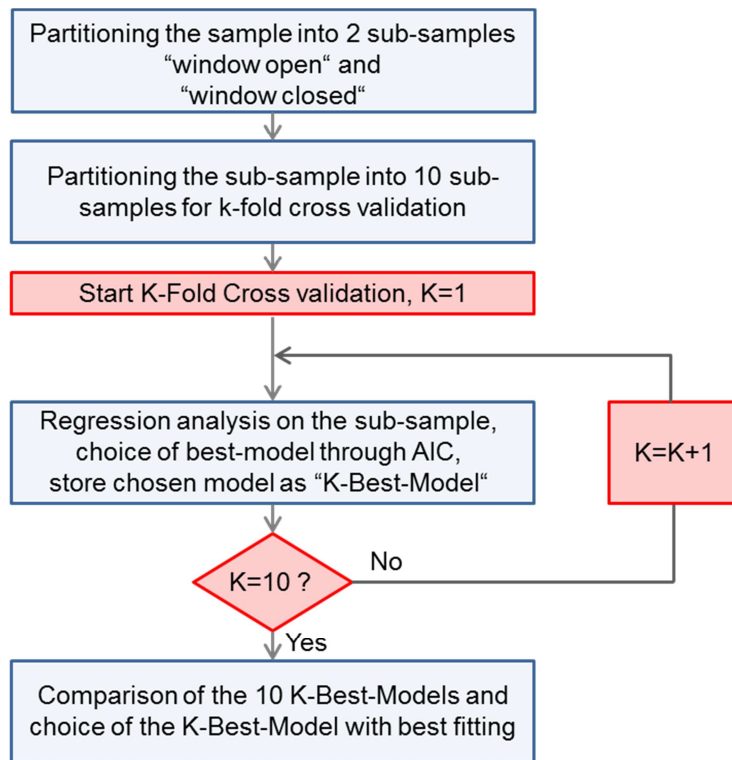 Partitioning the sample into 2 sub-samples
“window open“ and
“window closed“
Partitioning the sub-sample into 10 sub-
samples for k-fold cross validation
Start K-Fold Cross validation, K=1
Regression analysis on the sub-sample,
choice of best-model through AIC,
store chosen model as “K-Best-Model“
K=K+1
K=10 ?
No
Yes
Comparison of the 10 K-Best-Models and
choice of the K-Best-Model with best fitting